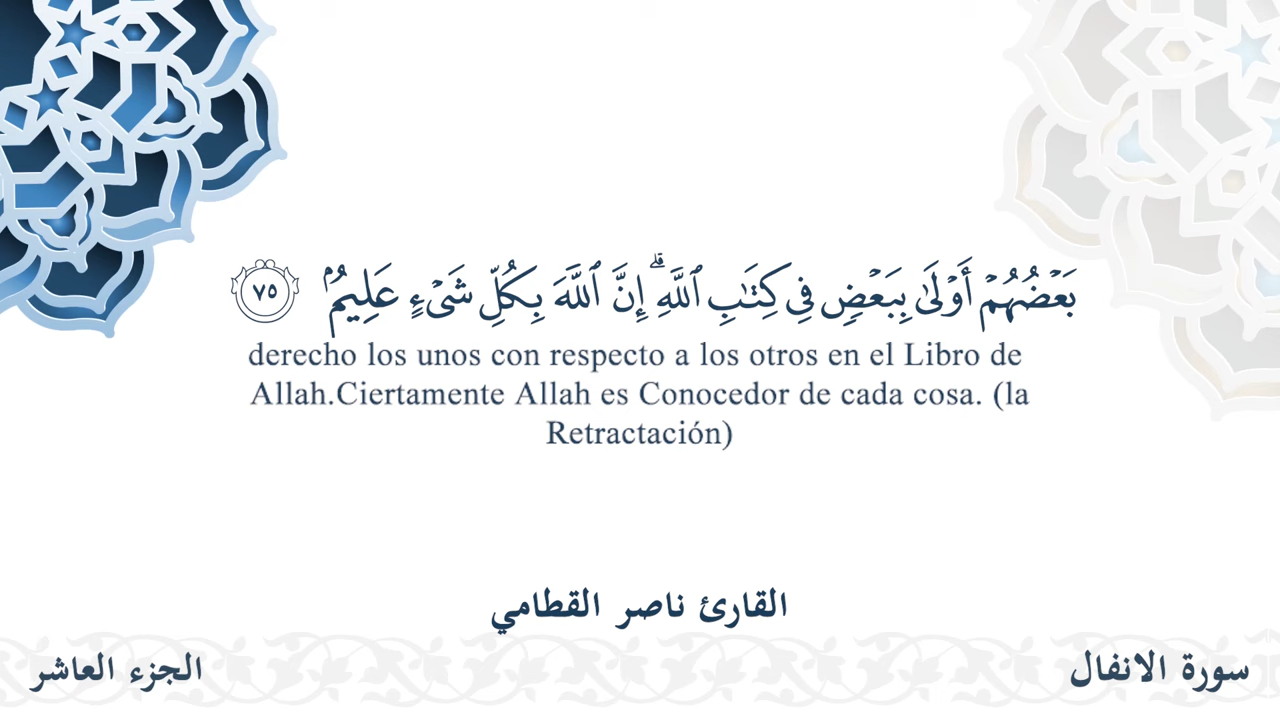 بَعۡضُهُمۡ أَوۡلَىٰ بِبَعۡضٖ فِي كِتَٰبِ ٱللَّهِۗ إِنَّ ٱللَّهَ بِكُلِّ شَيۡءٍ عَلِيمُۢ ٧٥
derecho los unos con respecto a los otros en el Libro de
Allah.Ciertamente Allah es Conocedor de cada cosa. (la
Retractación)
القارئ ناصر القطامي
سورة الانفال
الجزء العاشر